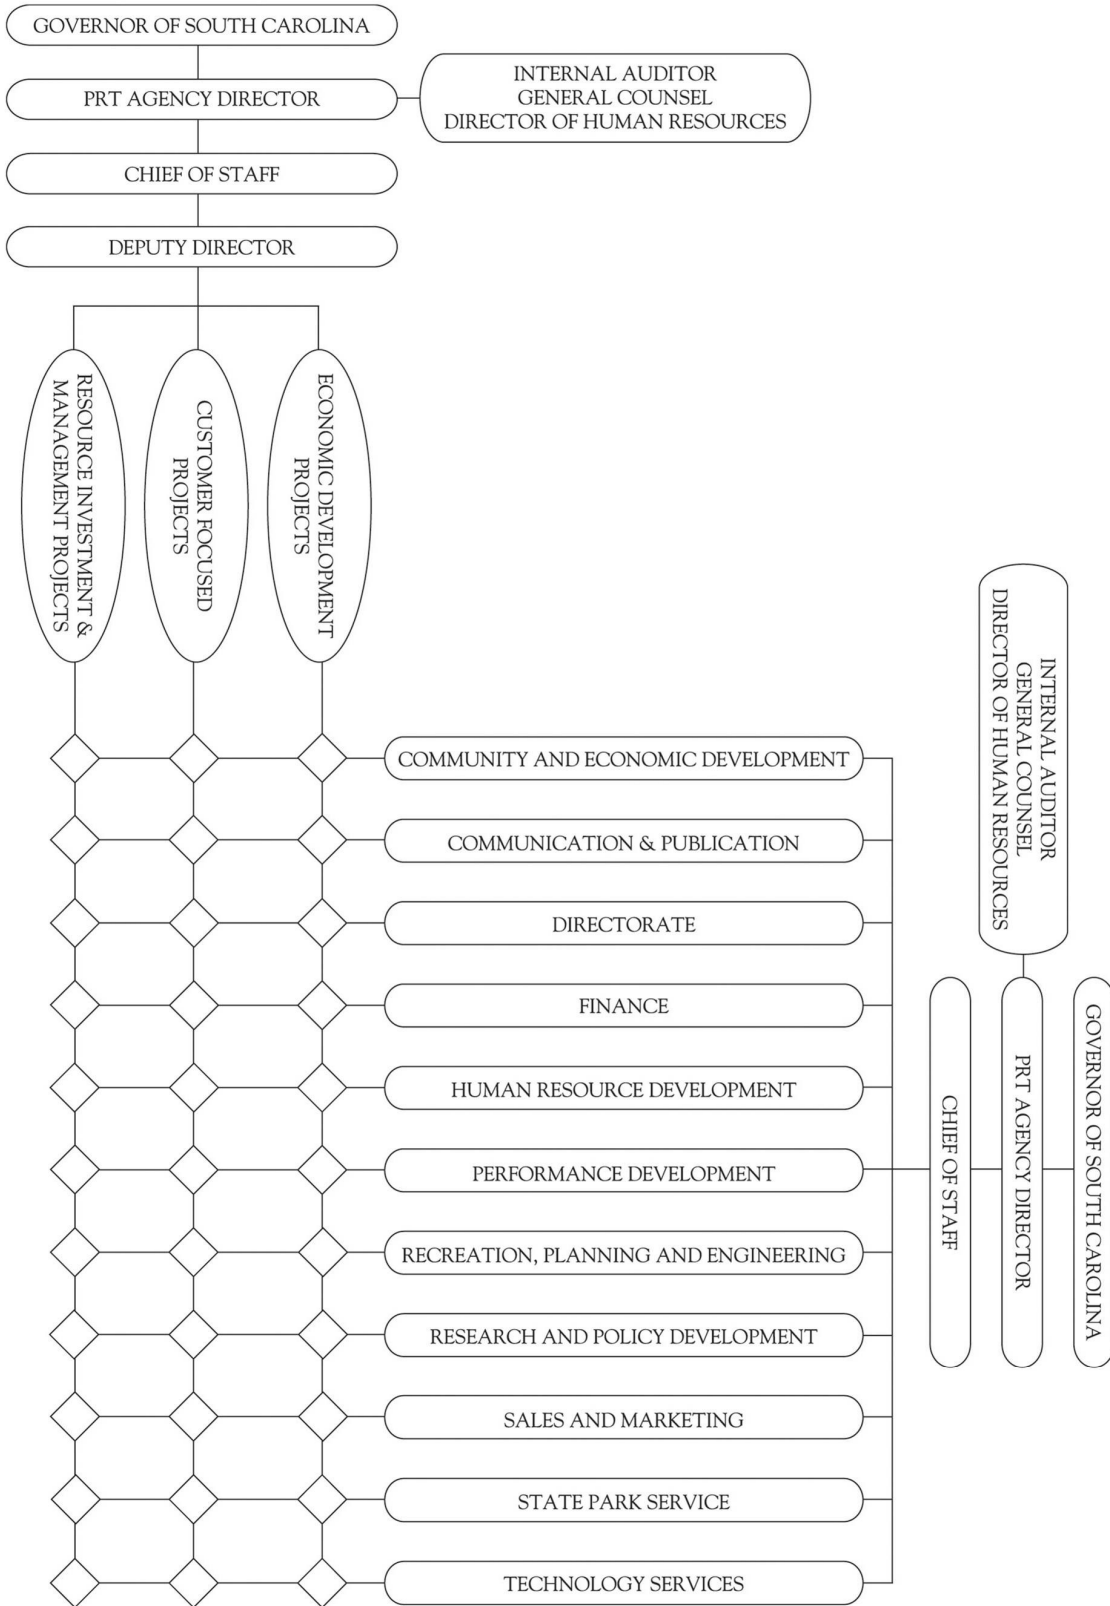 GOVERNOR OF SOUTH CAROLINA
PRT AGENCY DIRECTOR
INTERNAL AUDITOR
GENERAL COUNSEL
DIRECTOR OF HUMAN RESOURCES
CHIEF OF STAFF
DEPUTY DIRECTOR
RESOURCE INVESTMENT &
MANAGEMENT PROJECTS
CUSTOMER FOCUSED
PROJECTS
ECONOMIC DEVELOPMENT
PROJECTS
COMMUNITY AND ECONOMIC DEVELOPMENT
COMMUNICATION & PUBLICATION
DIRECTORATE
FINANCE
HUMAN RESOURCE DEVELOPMENT
PERFORMANCE DEVELOPMENT
RECREATION, PLANNING AND ENGINEERING
RESEARCH AND POLICY DEVELOPMENT
SALES AND MARKETING
STATE PARK SERVICE
TECHNOLOGY SERVICES
CHIEF OF STAFF
INTERNAL AUDITOR
GENERAL COUNSEL
DIRECTOR OF HUMAN RESOURCES
PRT AGENCY DIRECTOR
GOVERNOR OF SOUTH CAROLINA